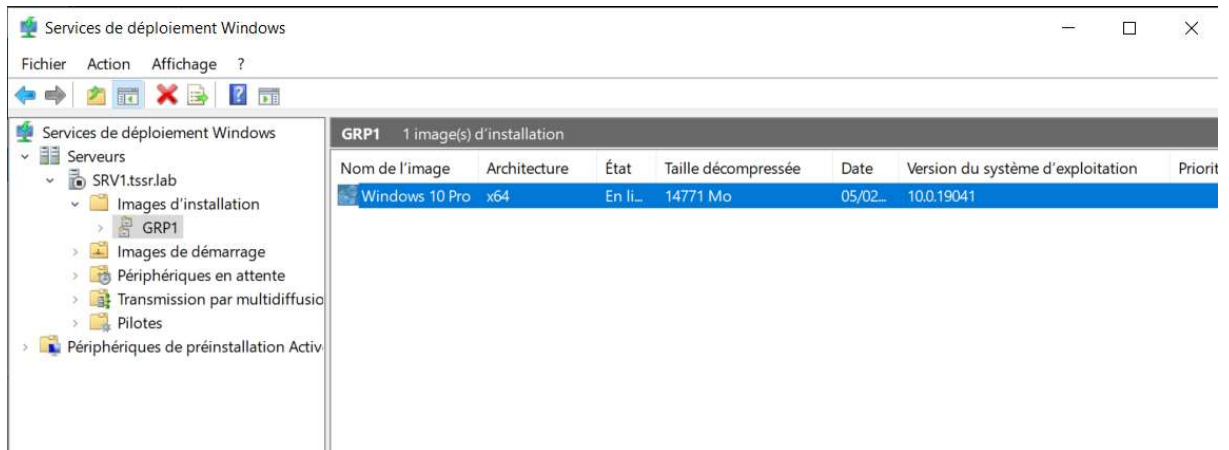 Services de déploiement Windows
Fichier Action Affichage ?
Services de déploiement Windows
Serveurs
SRV1.tssr.lab
Images d'installation
GRP1
Images de démarrage
Périphériques en attente
Transmission par multidiffusio
Pilotes
Périphériques de préinstallation Activ
GRP1 1 image(s) d'installation
Nom de l'image Architecture État Taille décompressée Date Version du système d'exploitation Priorit
Windows 10 Pro x64 En li... 14771 Mo 05/02... 10.0.19041